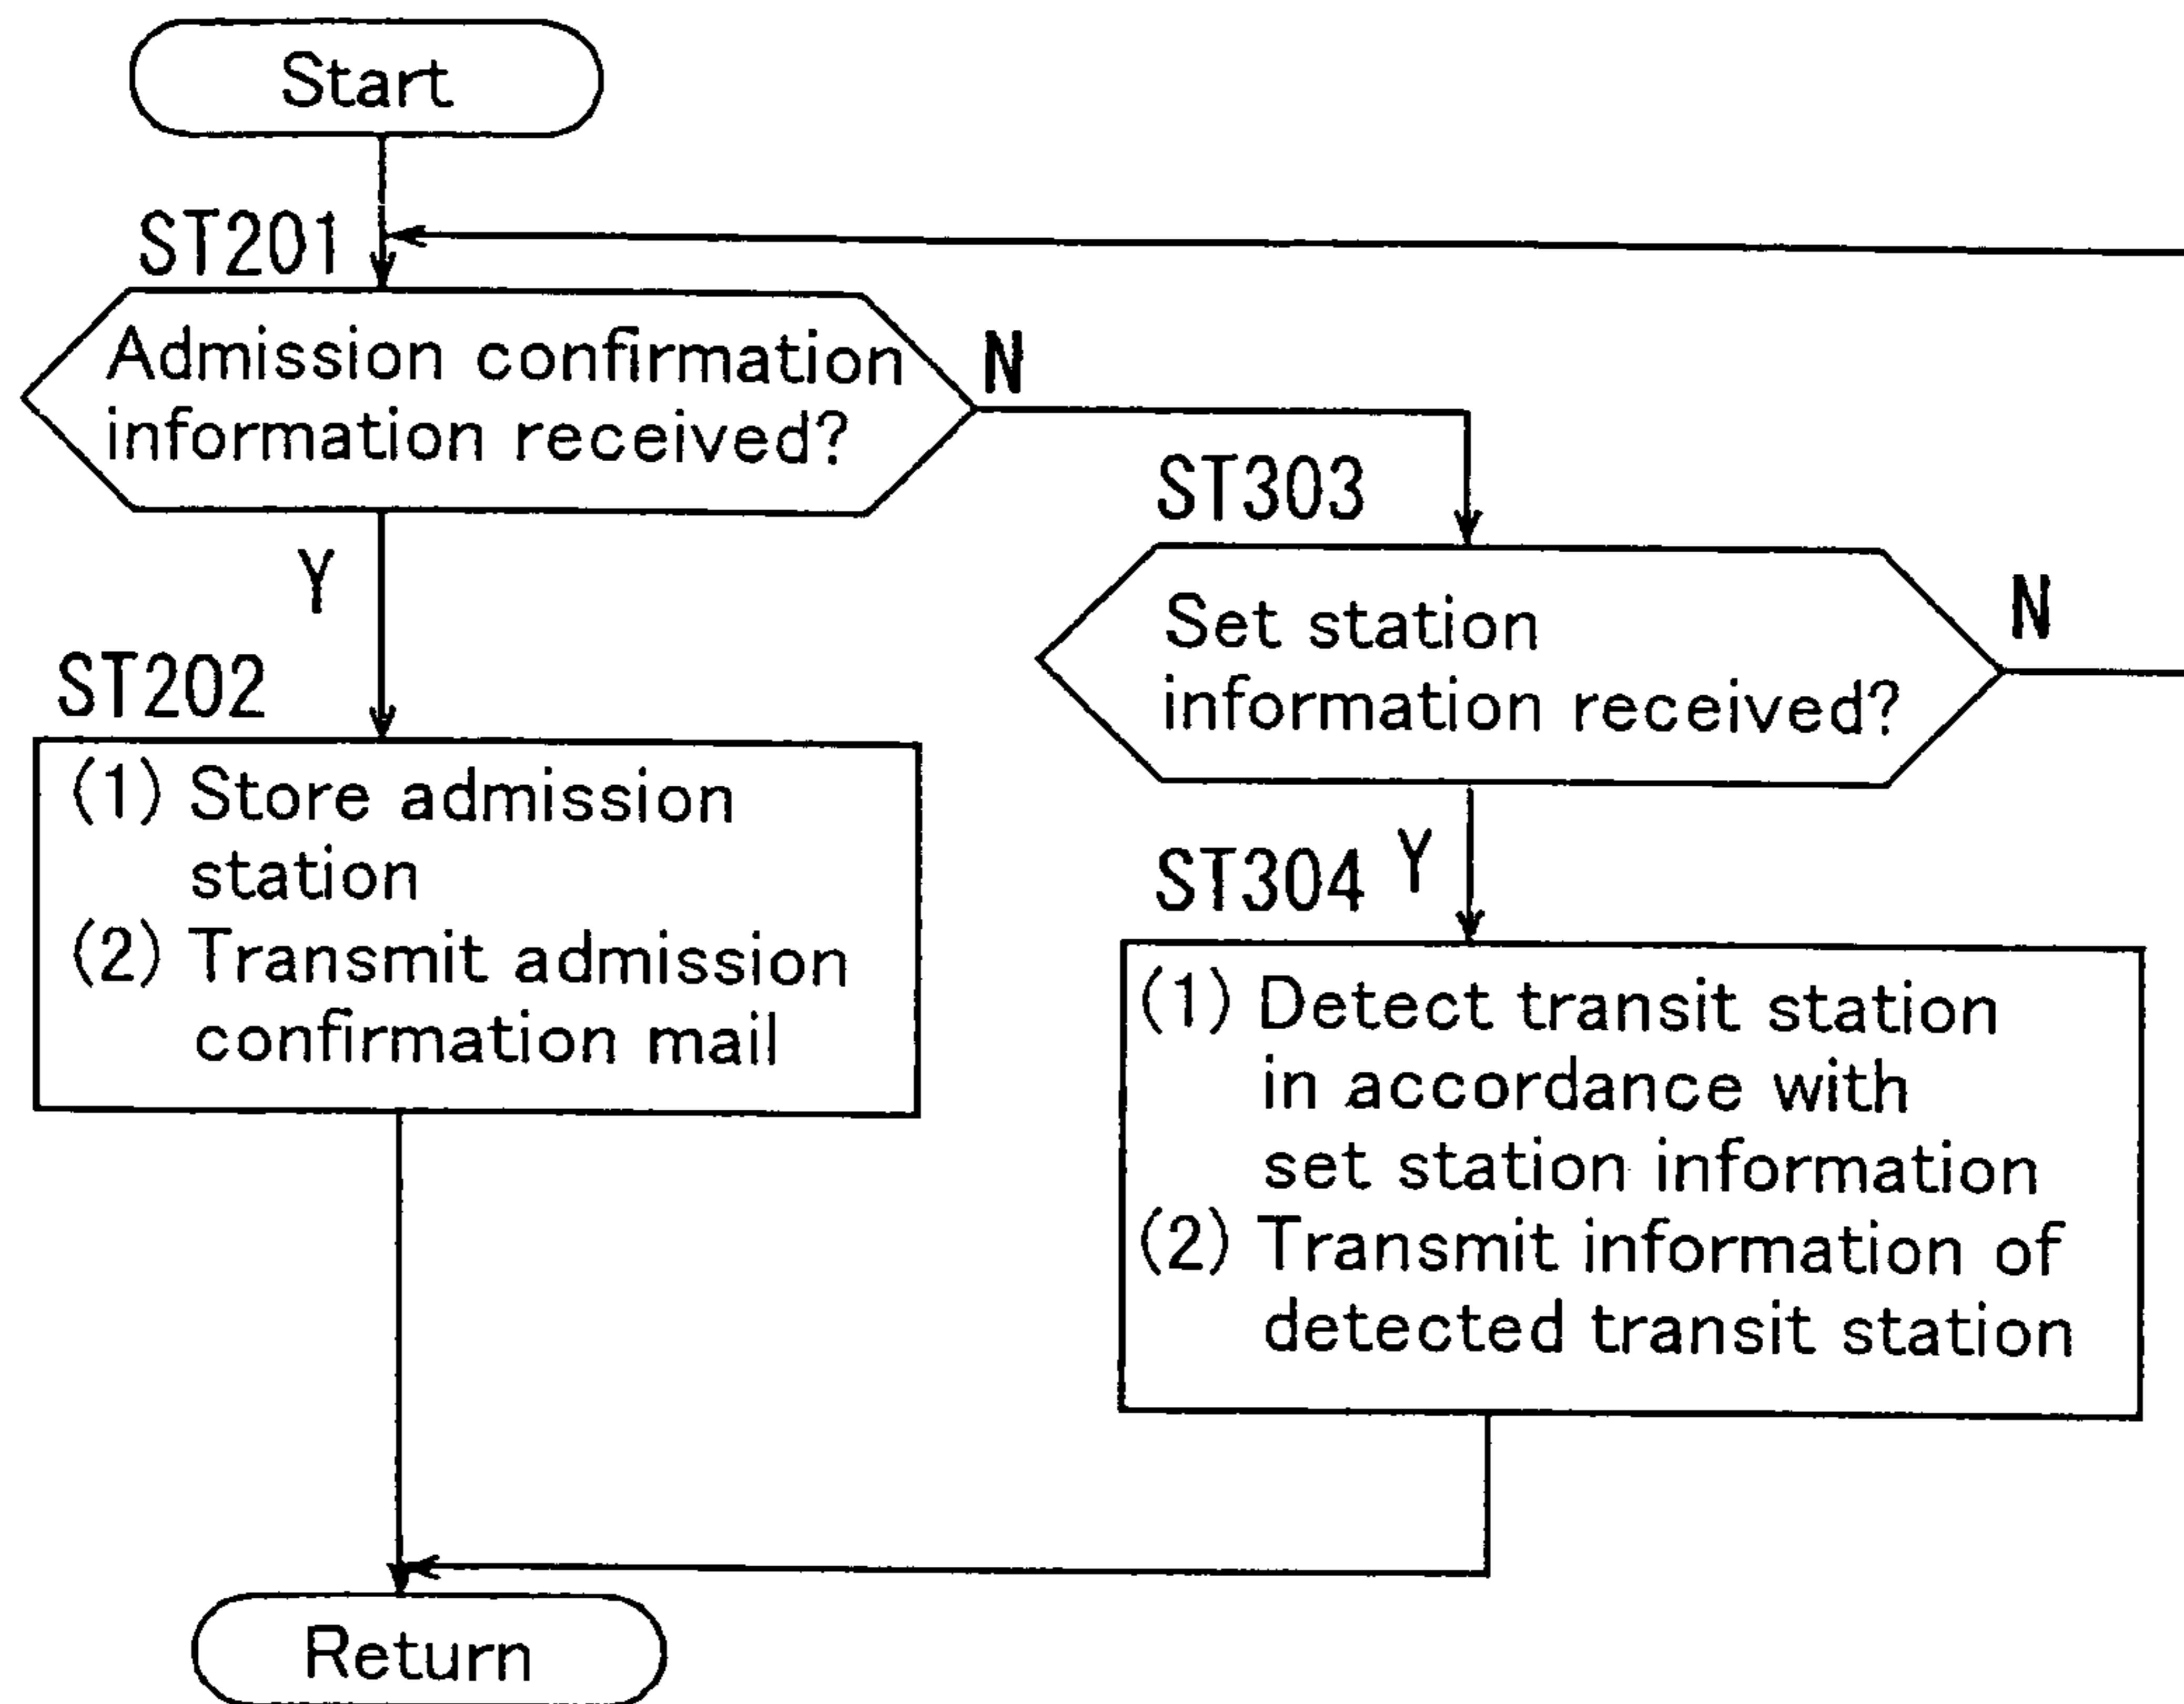 Start
ST201
Admission confirmation
information received?
N
Y
ST303
Set station
information received?
N
ST202
(1) Store admission
station
(2) Transmit admission
confirmation mail
Y
ST304
(1) Detect transit station
in accordance with
set station information
(2) Transmit information of
detected transit station
Return